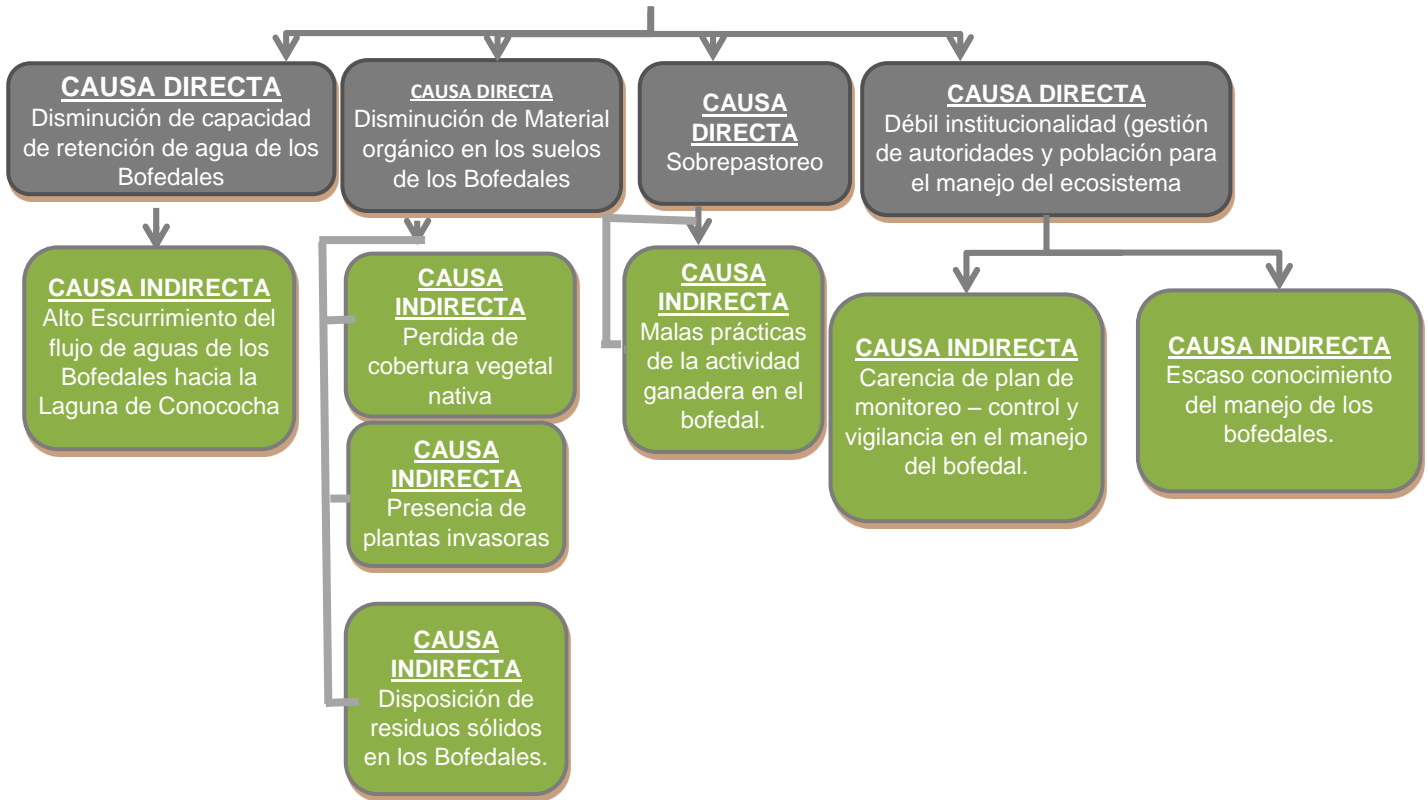 CAUSA DIRECTA
Disminución de capacidad
de retención de agua de los
Bofedales
CAUSA DIRECTA
Disminución de Material
orgánico en los suelos
de los Bofedales
CAUSA
DIRECTA
Sobrepastoreo
CAUSA DIRECTA
Débil institucionalidad (gestión
de autoridades y población para
el manejo del ecosistema
CAUSA INDIRECTA
Alto Escurrimiento del
flujo de aguas de los
Bofedales hacia la
Laguna de Conococha
CAUSA
INDIRECTA
Perdida de
cobertura vegetal
nativa
CAUSA
INDIRECTA
Presencia de
plantas invasoras
CAUSA
INDIRECTA
Disposición de
residuos sólidos
en los Bofedales.
CAUSA
INDIRECTA
Malas prácticas
de la actividad
ganadera en el
bofedal.
CAUSA INDIRECTA
Carencia de plan de
monitoreo – control y
vigilancia en el manejo
del bofedal.
CAUSA INDIRECTA
Escaso conocimiento
del manejo de los
bofedales.